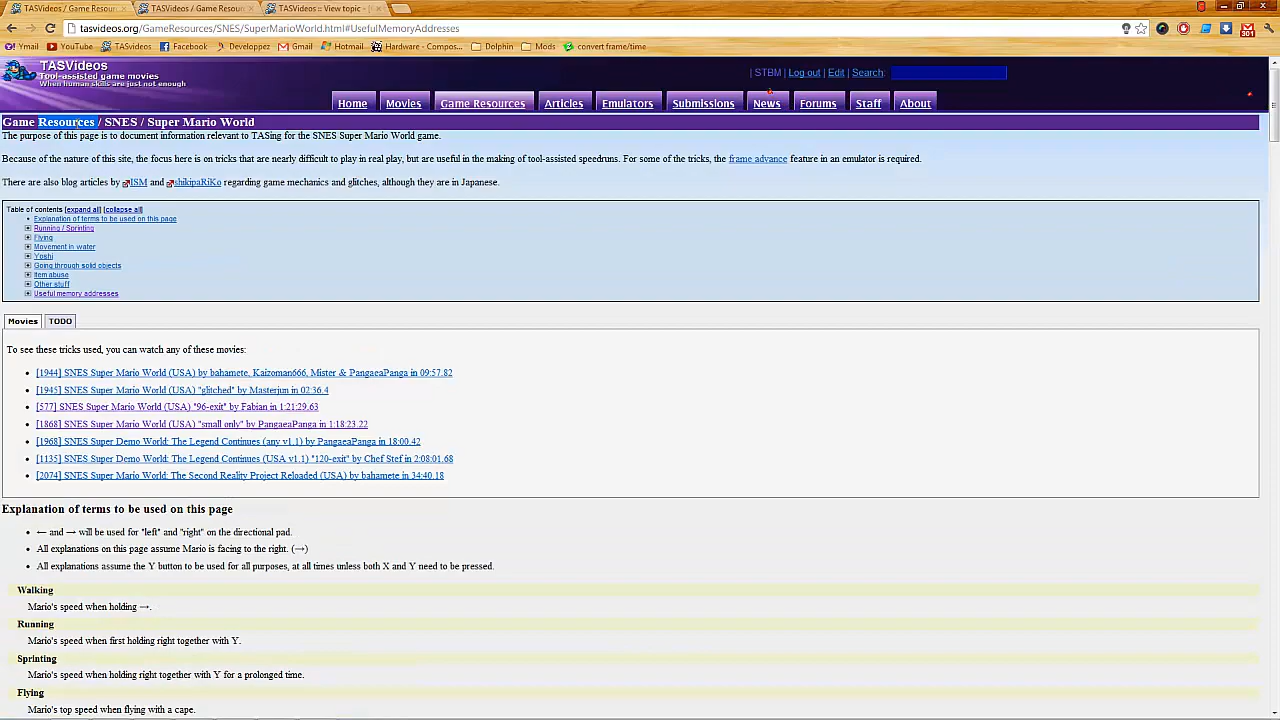 TASVideos / Game Resour
TASVideos / Game Resourc
TASVideos :: View topic -
tasvideos.org/GameResources/SNES/SuperMarioWorld.html#UsefulMemoryAddresses
301
Ymail YouTube TASVideos Facebook Developpez Gmail Hotmail Hardware - Compos... Dolphin Mods convert frame/time
TASVideos
Tool-assisted game movies
When human skills are just not enough
| STBM | Log out | Edit | Search:
Home Movies Game Resources Articles Emulators Submissions News Forums Staff About
Game Resources / SNES / Super Mario World
The purpose of this page is to document information relevant to TASing for the SNES Super Mario World game.
Because of the nature of this site, the focus here is on tricks that are nearly difficult to play in real play, but are useful in the making of tool-assisted speedruns. For some of the tricks, the frame advance feature in an emulator is required.
There are also blog articles by ISM and shikipaRiKo regarding game mechanics and glitches, although they are in Japanese.
Table of contents [expand all] [collapse all]
Explanation of terms to be used on this page
Running / Sprinting
Flying
Movement in water
Yoshi
Going through solid objects
Item abuse
Other stuff
Useful memory addresses
Movies TODO
To see these tricks used, you can watch any of these movies:
[1944] SNES Super Mario World (USA) by bahamete, Kaizoman666, Mister & PangaeaPanga in 09:57.82
[1945] SNES Super Mario World (USA) "glitched" by Masterjun in 02:36.4
[577] SNES Super Mario World (USA) "96-exit" by Fabian in 1:21:29.63
[1868] SNES Super Mario World (USA) "small only" by PangaeaPanga in 1:18:23.22
[1968] SNES Super Demo World: The Legend Continues (any v1.1) by PangaeaPanga in 18:00.42
[1135] SNES Super Demo World: The Legend Continues (USA v1.1) "120-exit" by Chef Stef in 2:08:01.68
[2074] SNES Super Mario World: The Second Reality Project Reloaded (USA) by bahamete in 34:40.18
Explanation of terms to be used on this page
← and → will be used for "left" and "right" on the directional pad.
All explanations on this page assume Mario is facing to the right. (→)
All explanations assume the Y button to be used for all purposes, at all times unless both X and Y need to be pressed.
Walking
Mario's speed when holding →.
Running
Mario's speed when first holding right together with Y.
Sprinting
Mario's speed when holding right together with Y for a prolonged time.
Flying
Mario's top speed when flying with a cape.